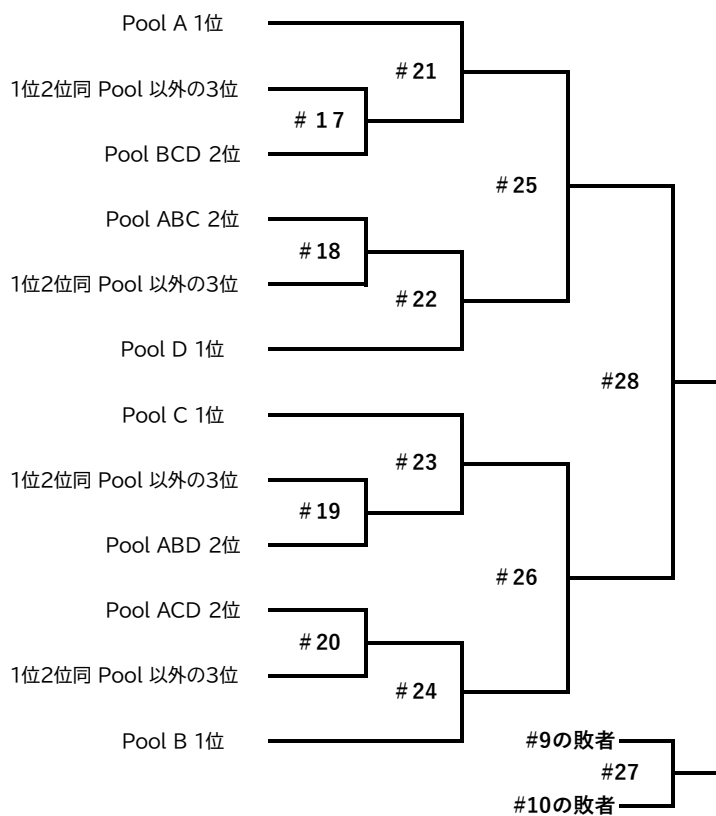 Pool A 1位
# 21
1位2位同 Pool 以外の3位
# 17
Pool BCD 2位
# 25
Pool ABC 2位
# 18
1位2位同 Pool 以外の3位
# 22
Pool D 1位
#28
Pool C 1位
# 23
1位2位同 Pool 以外の3位
# 19
Pool ABD 2位
# 26
Pool ACD 2位
# 20
1位2位同 Pool 以外の3位
# 24
Pool B 1位
#9の敗者
#27
#10の敗者